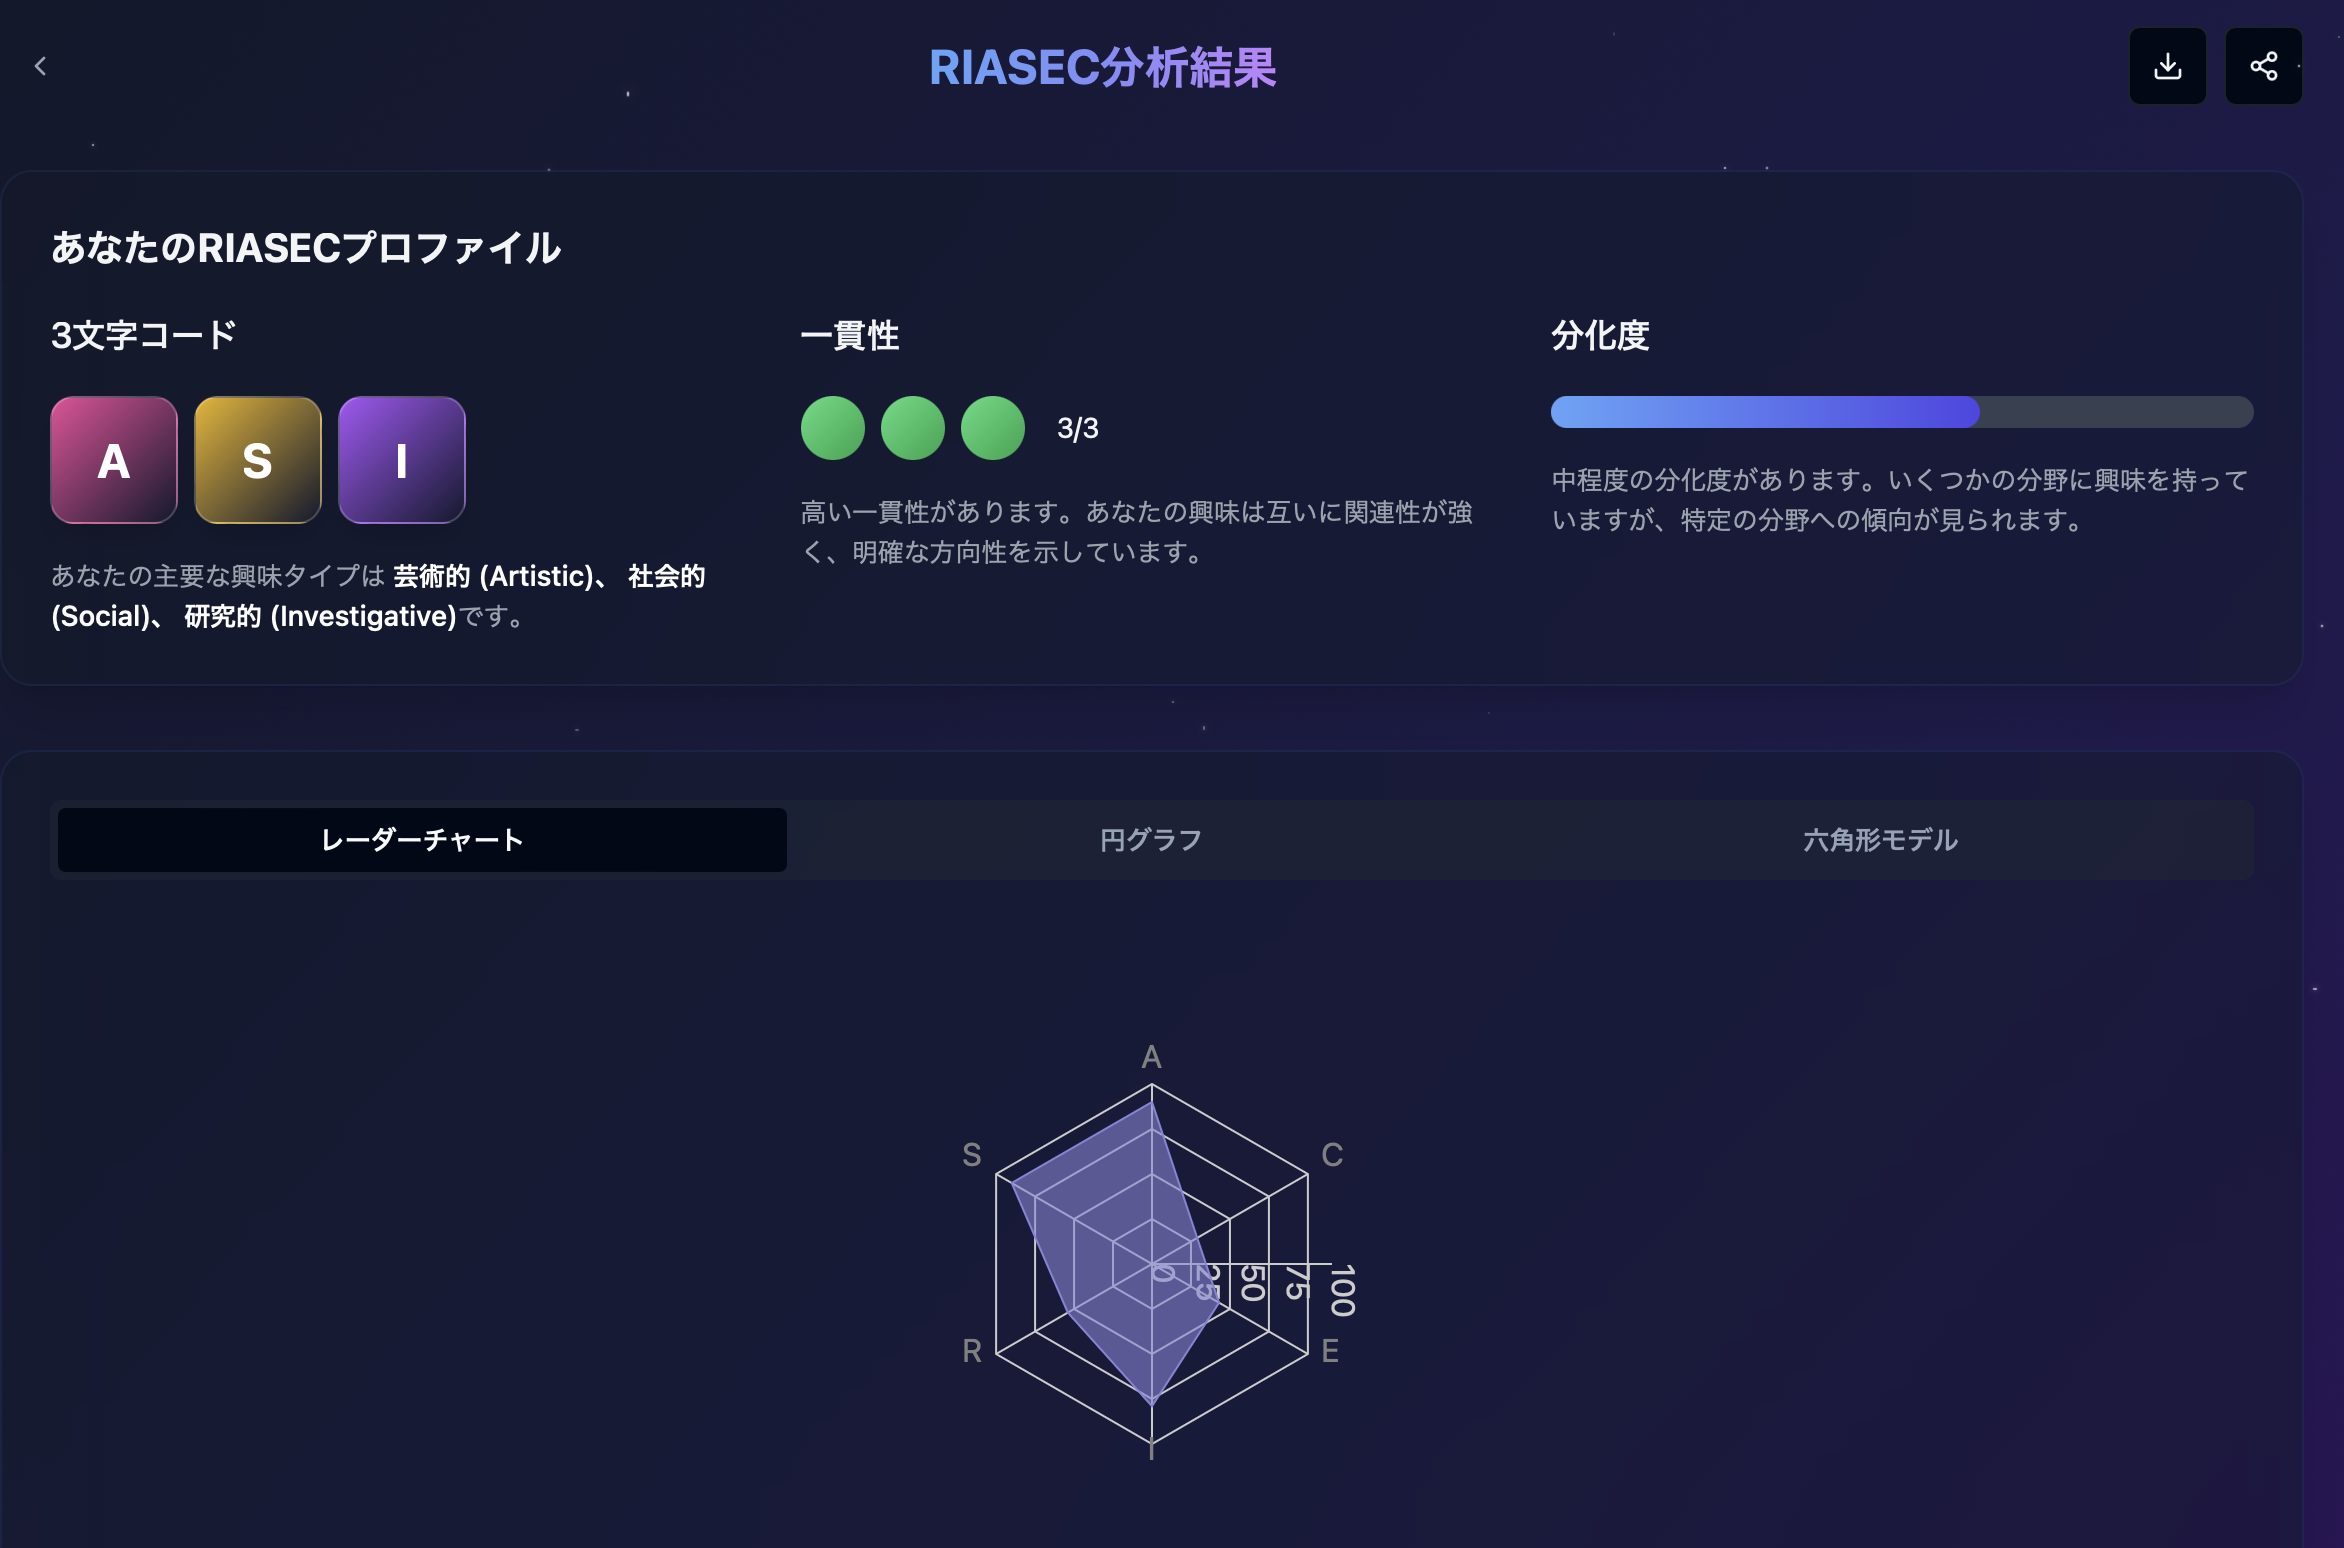 RIASEC分析結果
あなたのRIASECプロファイル
3文字コード
A S I
あなたの主要な興味タイプは 芸術的 (Artistic)、 社会的
(Social)、 研究的 (Investigative)です。
一貫性
3/3
高い一貫性があります。あなたの興味は互いに関連性が強
く、明確な方向性を示しています。
分化度
中程度の分化度があります。いくつかの分野に興味を持って
いますが、特定の分野への傾向が見られます。
レーダーチャート 円グラフ 六角形モデル
A
S C
0 25 50 75 100
R E
I